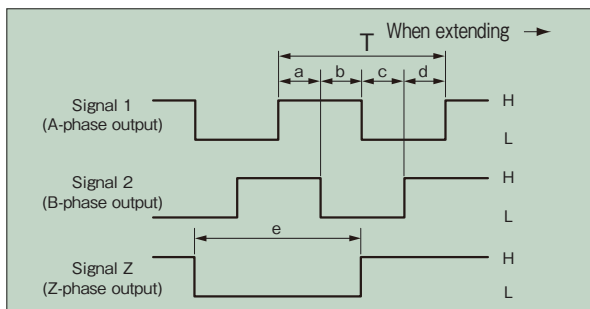 When extending →
T
a b c d
Signal 1
(A-phase output)
H
L
Signal 2
(B-phase output)
H
L
e
Signal Z
(Z-phase output)
H
L